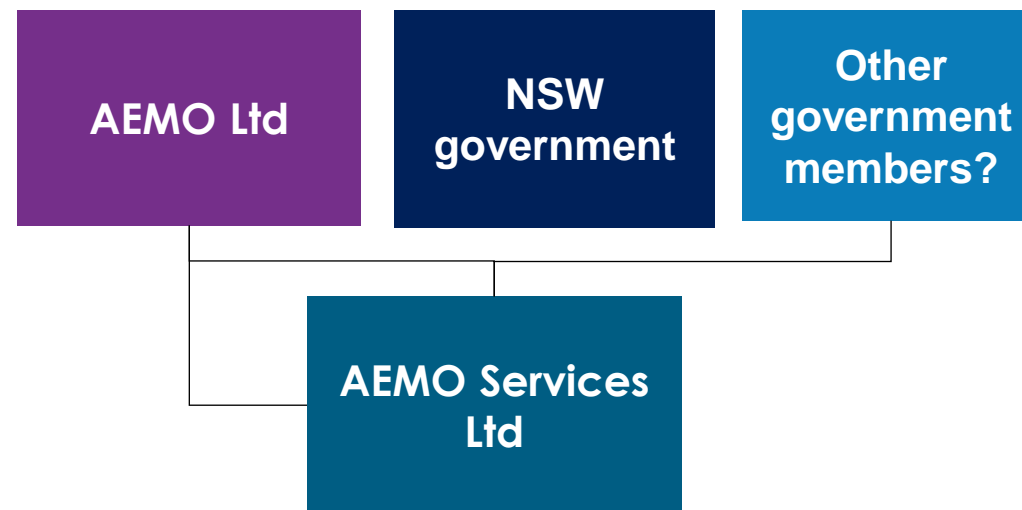 AEMO Ltd
NSW
government
Other
government
members?
AEMO Services
Ltd